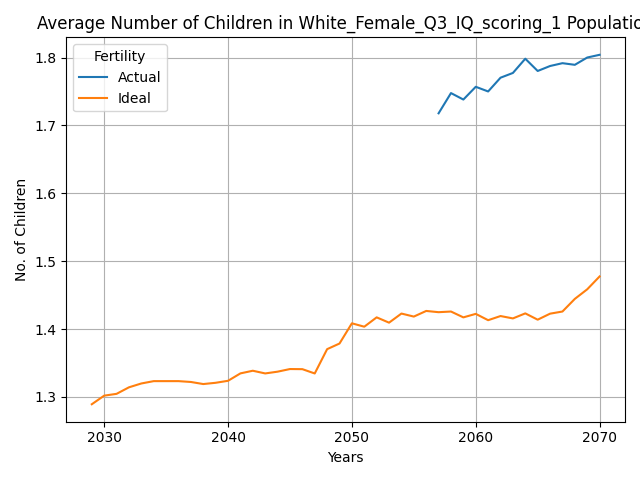 Average Number of Children in White_Female_Q3_IQ_scoring_1 Populatio
Fertility
Actual
Ideal
No. of Children
1.8
1.7
1.6
1.5
1.4
1.3
2030 2040 2050 2060 2070
Years